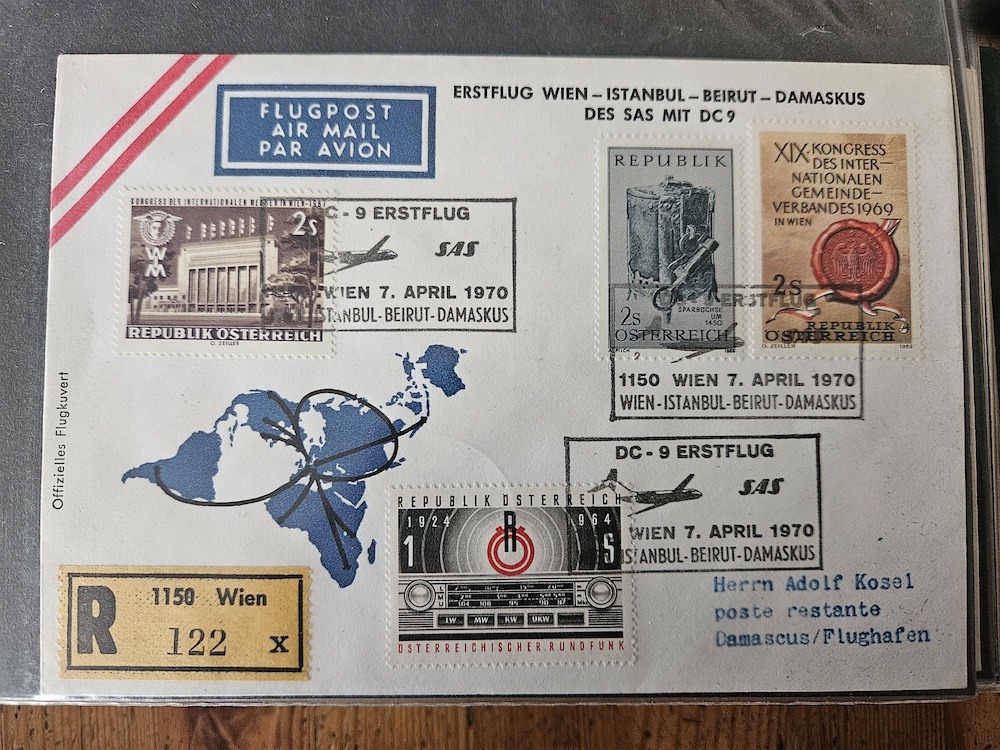 ERSTFLUG WIEN – ISTANBUL – BEIRUT – DAMASKUS
DES SAS MIT DC 9
FLUGPOST
AIR MAIL
PAR AVION
KONGRESS DER INTERNATIONALEN MESSEN IN WIEN - 1967
2s
WM
REPUBLIK ÖSTERREICH
O. ZEILLER
DC - 9 ERSTFLUG
SAS
WIEN 7. APRIL 1970
ISTANBUL-BEIRUT-DAMASKUS
REPUBLIK
SPARBÜCHSE
UM
1450
2s
ÖSTERREICH
1969
XIX·KONGRESS
DES INTER–
NATIONALEN
GEMEINDE–
VERBANDES 1969
IN WIEN
2s
REPUBLIK
ÖSTERREICH
O. ZEILLER 1969
ERSTFLUG
1150 WIEN 7. APRIL 1970
WIEN-ISTANBUL-BEIRUT-DAMASKUS
Offizielles Flugkuvert
DC - 9 ERSTFLUG
SAS
WIEN 7. APRIL 1970
ISTANBUL-BEIRUT-DAMASKUS
REPUBLIK ÖSTERREICH
1924 R 1964
1 S
LW MW KW UKW
ÖSTERREICHISCHER RUNDFUNK
R 1150 Wien
122 x
Herrn Adolf Kosel
poste restante
Damascus/Flughafen